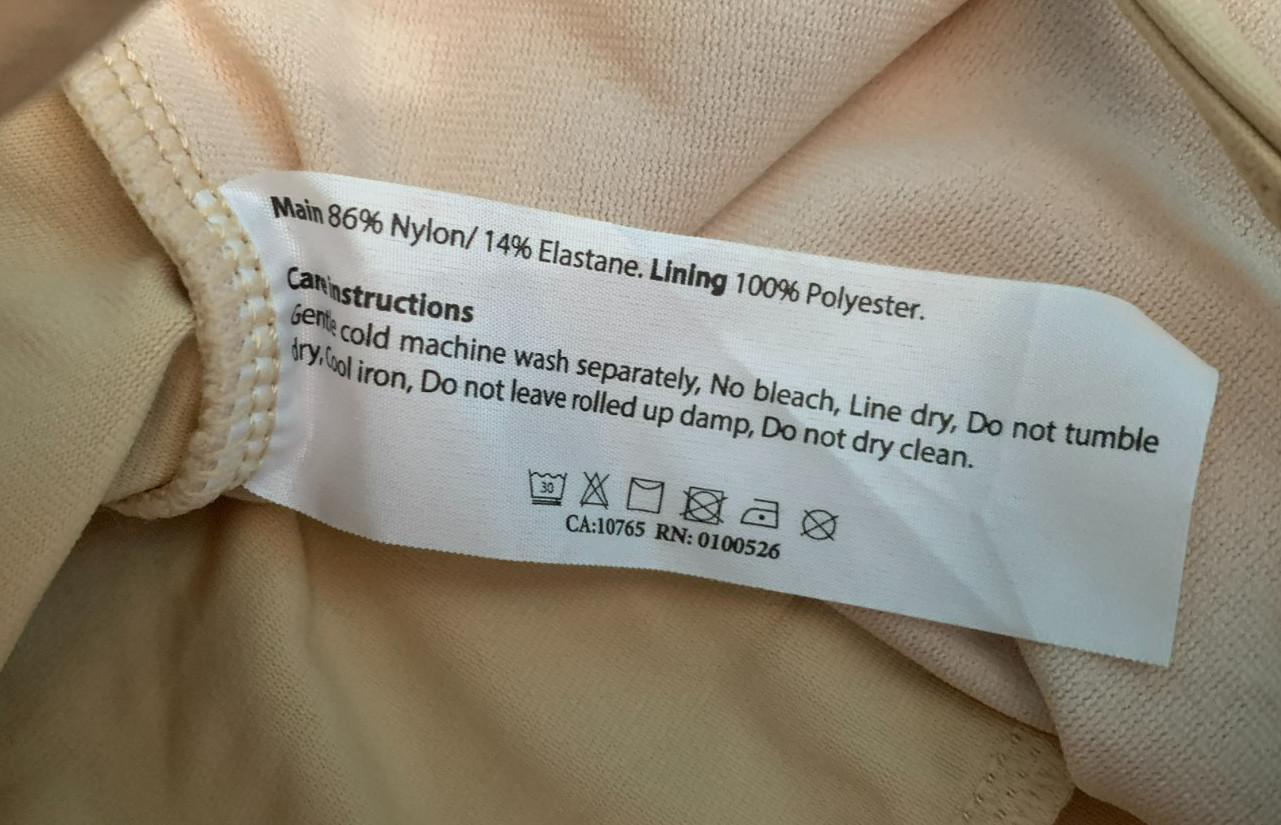 Main 86% Nylon/ 14% Elastane. Lining 100% Polyester.
Care instructions
Gentle cold machine wash separately, No bleach, Line dry, Do not tumble
dry, Cool iron, Do not leave rolled up damp, Do not dry clean.
30
CA:10765 RN: 0100526